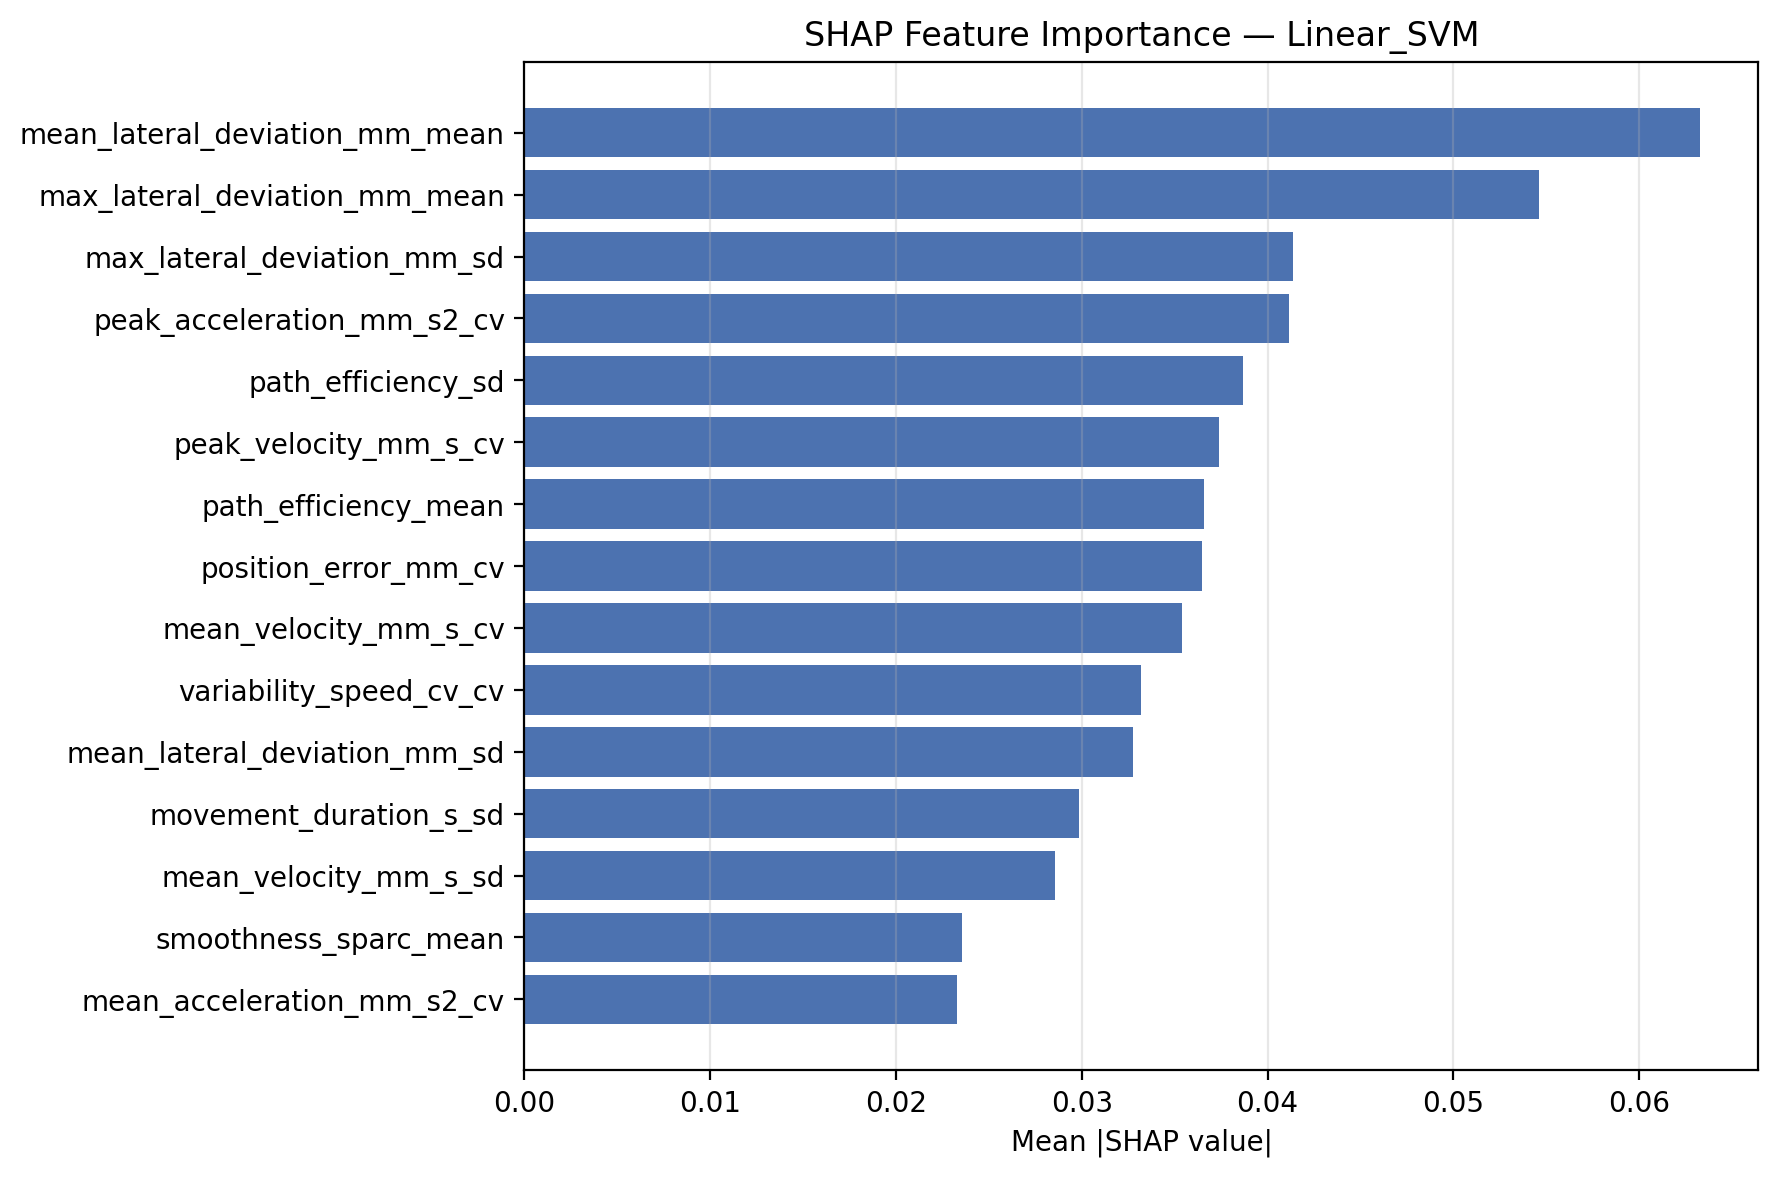 SHAP Feature Importance — Linear_SVM
mean_lateral_deviation_mm_mean
max_lateral_deviation_mm_mean
max_lateral_deviation_mm_sd
peak_acceleration_mm_s2_cv
path_efficiency_sd
peak_velocity_mm_s_cv
path_efficiency_mean
position_error_mm_cv
mean_velocity_mm_s_cv
variability_speed_cv_cv
mean_lateral_deviation_mm_sd
movement_duration_s_sd
mean_velocity_mm_s_sd
smoothness_sparc_mean
mean_acceleration_mm_s2_cv
0.00 0.01 0.02 0.03 0.04 0.05 0.06
Mean |SHAP value|